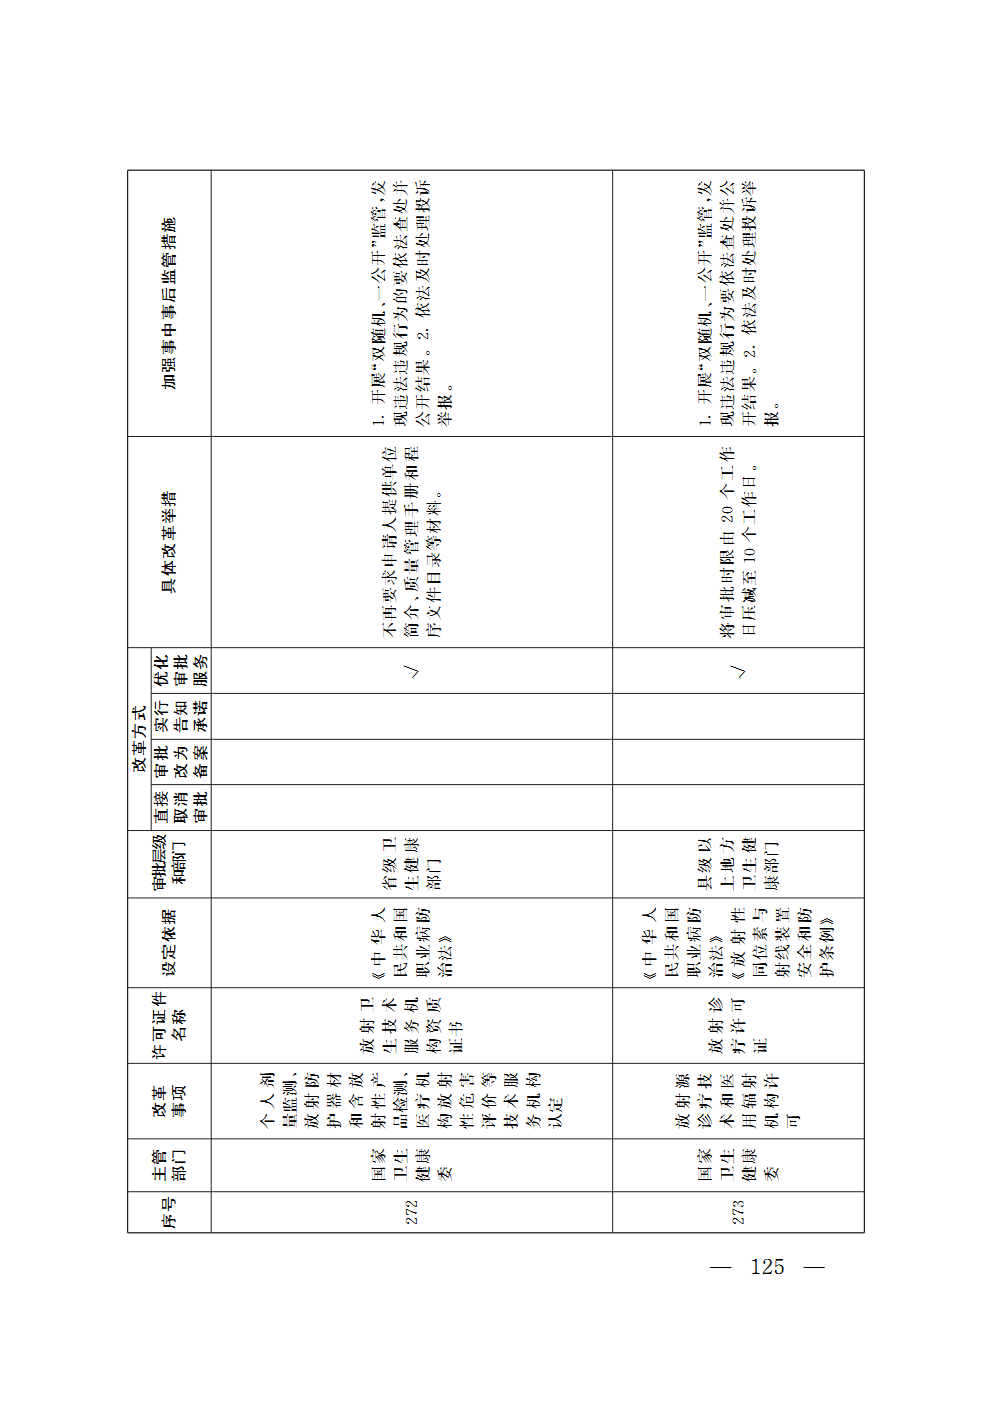 序号
主管
部门
改革
事项
许可证件
名称
设定依据
审批层级
和部门
改革方式
直接
取消
审批
审批
改为
备案
实行
告知
承诺
优化
审批
服务
具体改革举措
加强事中事后监管措施
272
国家
卫生
健康
委
个人剂
量监测、
放射防
护器材
和含放
射性产
品检测、
医疗机
构放射
性危害
评价等
技术服
务机构
认定
放射卫
生技术
服务机
构资质
证书
《中华人
民共和国
职业病防
治法》
省级卫
生健康
部门
√
不再要求申请人提供单位
简介、质量管理手册和程
序文件目录等材料。
1. 开展“双随机、一公开”监管,发
现违法违规行为的要依法查处并
公开结果。2. 依法及时处理投诉
举报。
273
国家
卫生
健康
委
放射源
诊疗技
术和医
用辐射
机构许
可
放射诊
疗许可
证
《中华人
民共和国
职业病防
治法》
《放射性
同位素与
射线装置
安全和防
护条例》
县级以
上地方
卫生健
康部门
√
将审批时限由 20 个工作
日压减至 10 个工作日。
1. 开展“双随机、一公开”监管,发
现违法违规行为要依法查处并公
开结果。2. 依法及时处理投诉举
报。
— 125 —